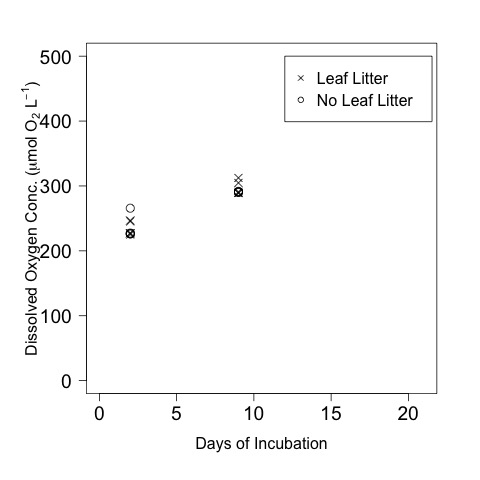 500
400
300
200
100
0
Dissolved Oxygen Conc. (μmol O₂ L⁻¹)
Leaf Litter
No Leaf Litter
0 5 10 15 20
Days of Incubation